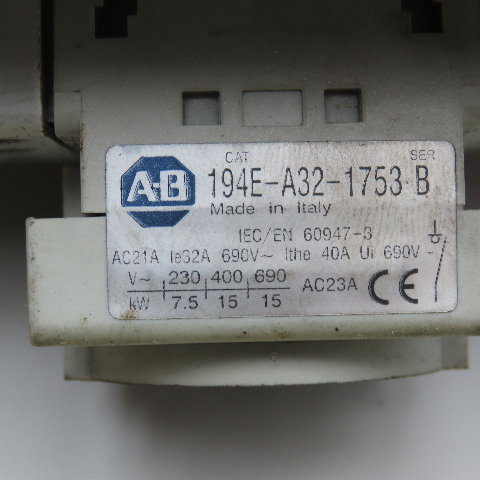 CAT SER
A-B 194E-A32-1753 B
Made in Italy
IEC/EN 60947-3
AC21A Ie32A 690V~ Ithe 40A Ui 690V~
V~ 230 400 690
kW 7.5 15 15
AC23A CE